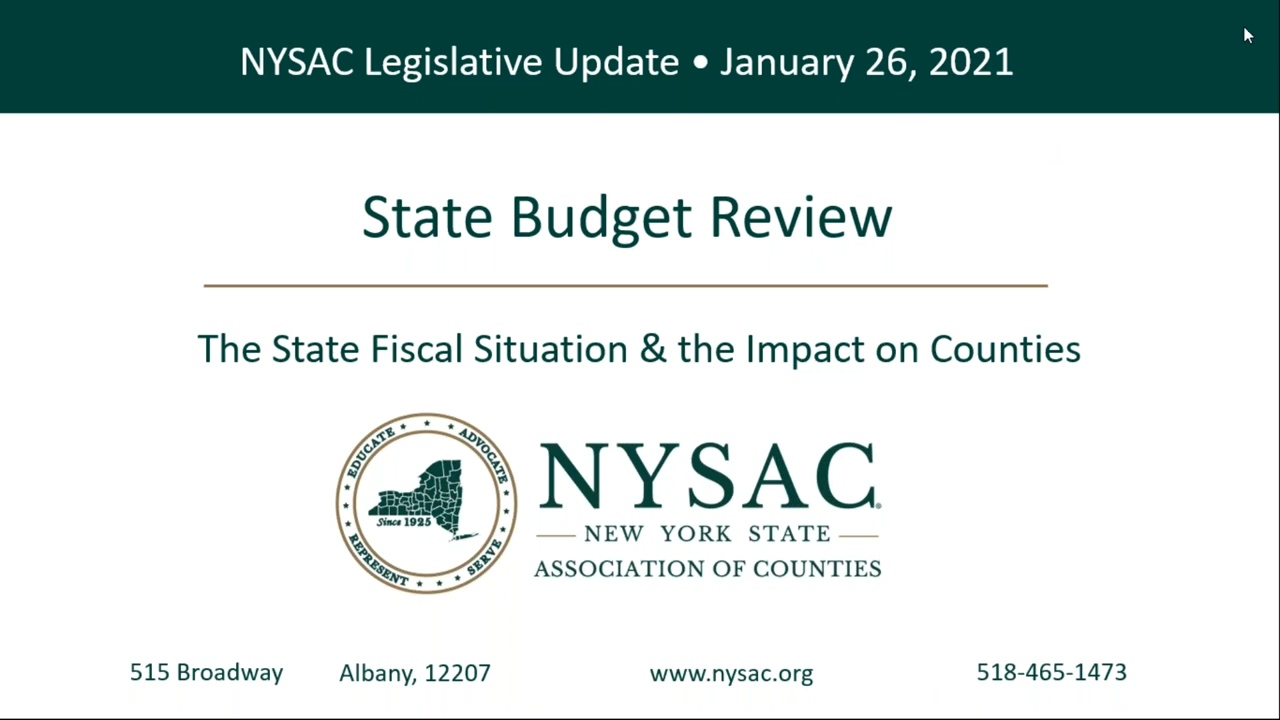 NYSAC Legislative Update • January 26, 2021
State Budget Review
The State Fiscal Situation & the Impact on Counties
EDUCATE ADVOCATE
Since 1925
REPRESENT SERVE
NYSAC®
NEW YORK STATE
ASSOCIATION OF COUNTIES
515 Broadway Albany, 12207 www.nysac.org 518-465-1473